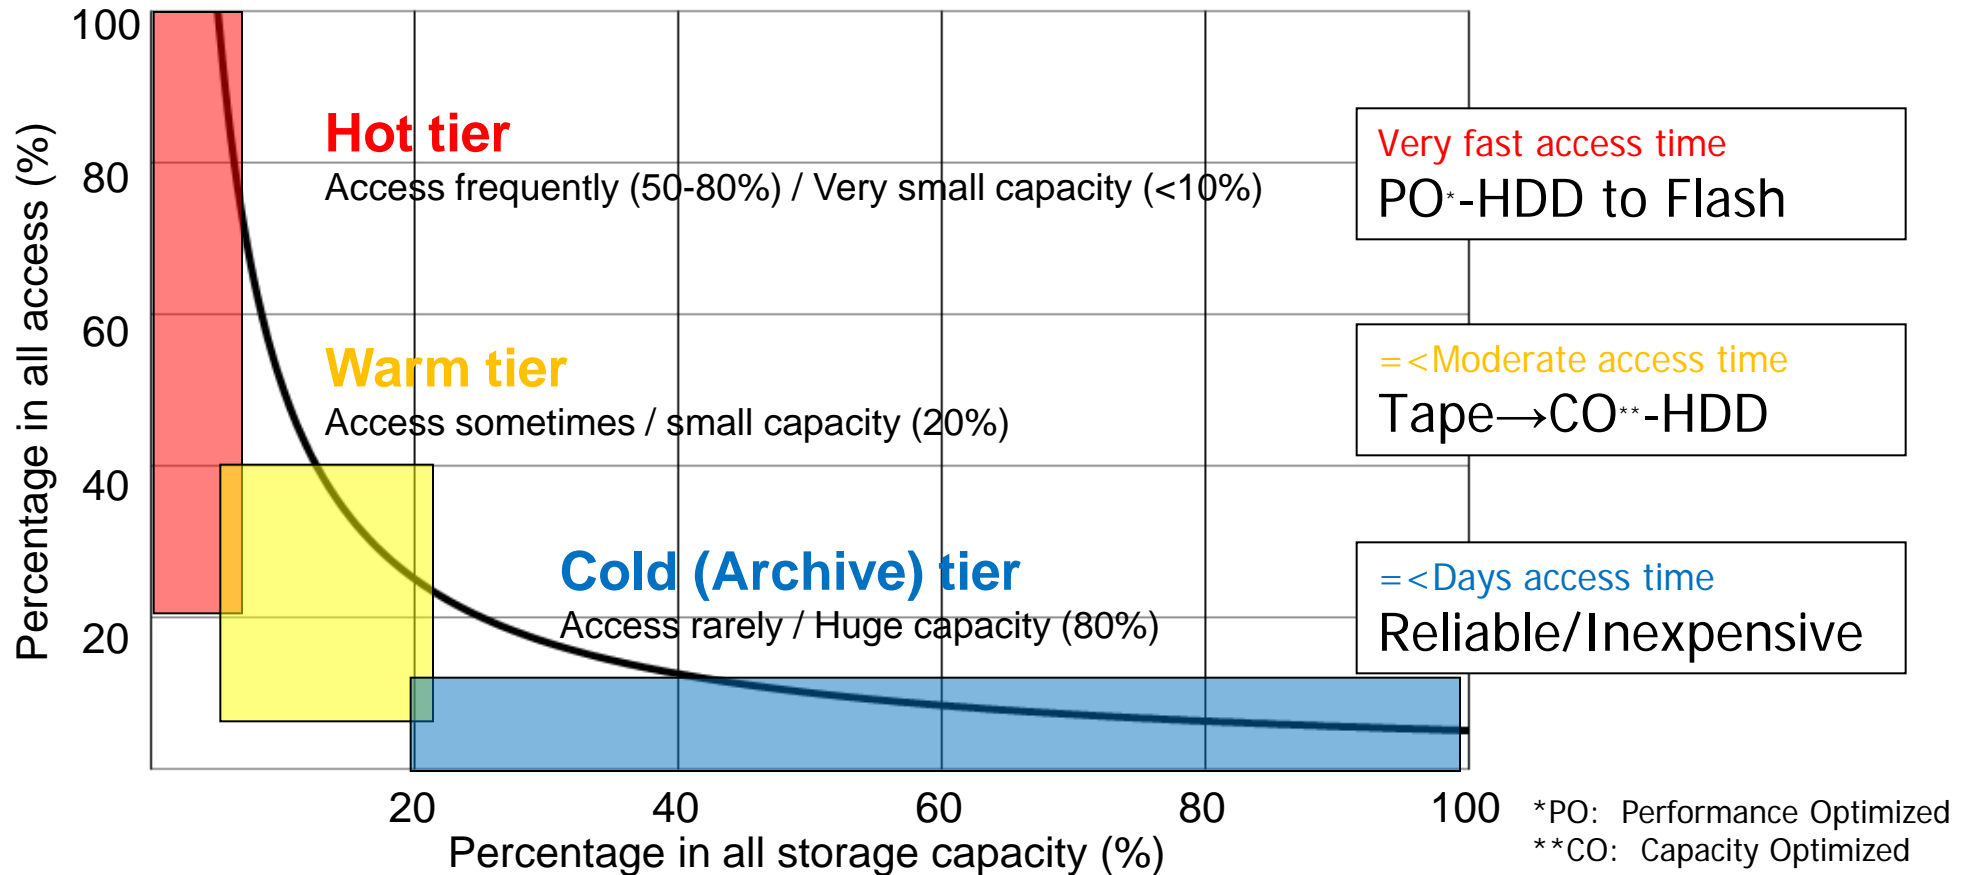 100
80
60
40
20
Percentage in all access (%)
Hot tier
Access frequently (50-80%) / Very small capacity (<10%)
Very fast access time
PO*-HDD to Flash
Warm tier
Access sometimes / small capacity (20%)
=<Moderate access time
Tape→CO**-HDD
Cold (Archive) tier
Access rarely / Huge capacity (80%)
=<Days access time
Reliable/Inexpensive
20
40
60
80
100
Percentage in all storage capacity (%)
*PO: Performance Optimized
**CO: Capacity Optimized